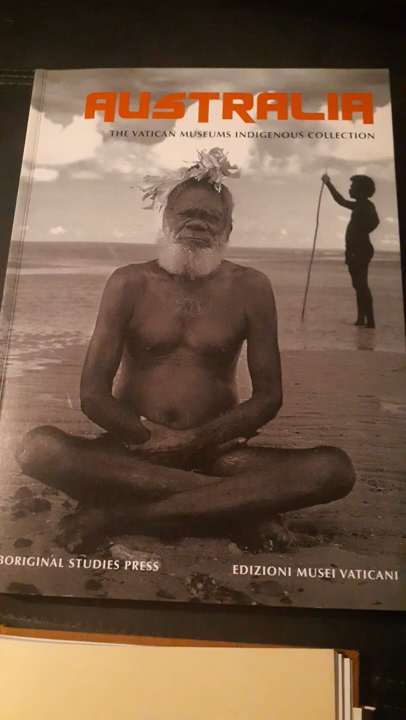 AUSTRALIA
THE VATICAN MUSEUMS INDIGENOUS COLLECTION
BORIGINAL STUDIES PRESS
EDIZIONI MUSEI VATICANI